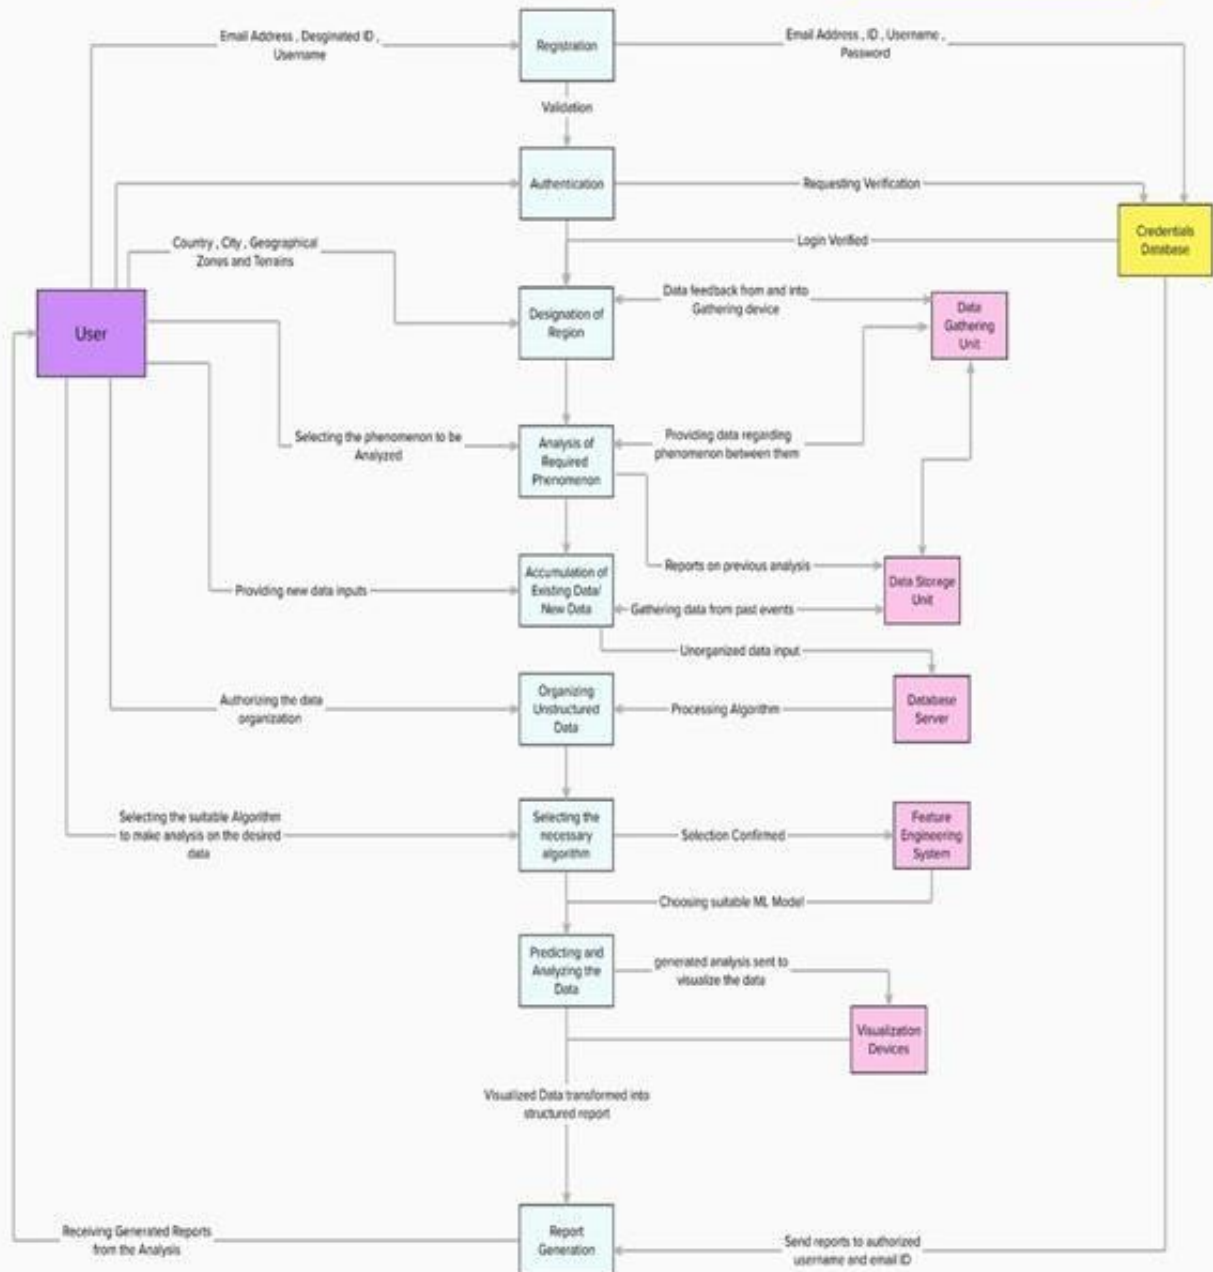 Email Address , Desginated ID ,
Username
Registration
Email Address , ID , Username ,
Password
Validation
Authentication
Requesting Verification
Credentials
Database
Login Verified
Country , City , Geographical
Zones and Terrains
User
Designation of
Region
Data feedback from and into
Gathering device
Data
Gathering
Unit
Selecting the phenomenon to be
Analyzed
Analysis of
Required
Phenomenon
Providing data regarding
phenomenon between them
Reports on previous analysis
Providing new data inputs
Accumulation of
Existing Data/
New Data
Gathering data from past events
Data Storage
Unit
Unorganized data input
Authorizing the data
organization
Organizing
Unstructured
Data
Processing Algorithm
Database
Server
Selecting the suitable Algorithm
to make analysis on the desired
data
Selecting the
necessary
algorithm
Selection Confirmed
Feature
Engineering
System
Choosing suitable ML Model
Predicting and
Analyzing the
Data
generated analysis sent to
visualize the data
Visualization
Devices
Visualized Data transformed into
structured report
Receiving Generated Reports
from the Analysis
Report
Generation
Send reports to authorized
username and email ID